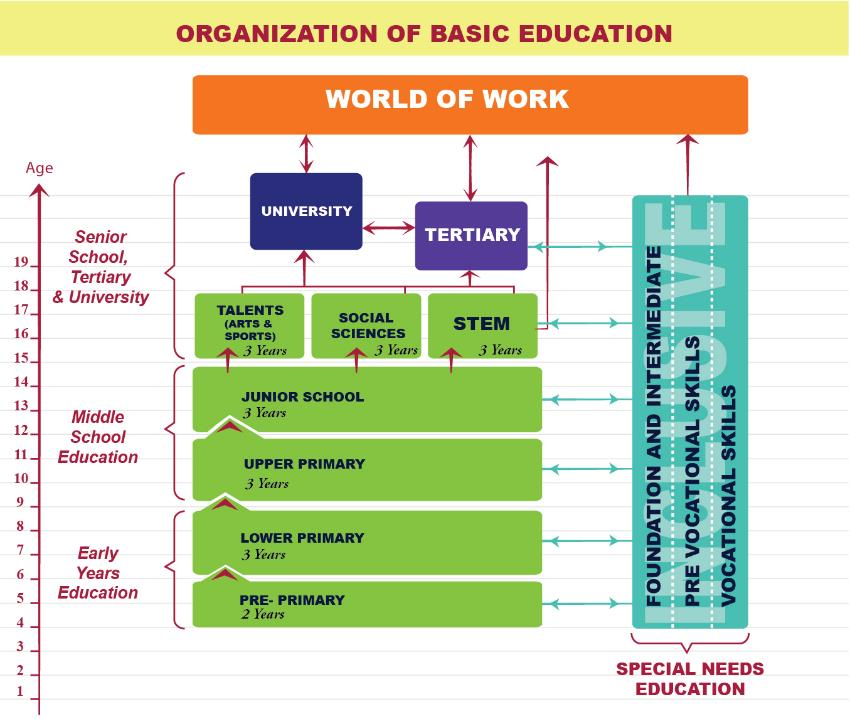 ORGANIZATION OF BASIC EDUCATION
WORLD OF WORK
Age
UNIVERSITY
TERTIARY
Senior
School,
Tertiary
& University
19
18
17
16
15
14
13
12
11
10
9
8
7
6
5
4
3
2
1
TALENTS
(ARTS &
SPORTS)
3 Years
SOCIAL
SCIENCES
3 Years
STEM
3 Years
Middle
School
Education
JUNIOR SCHOOL
3 Years
UPPER PRIMARY
3 Years
Early
Years
Education
LOWER PRIMARY
3 Years
PRE- PRIMARY
2 Years
INCLUSIVE
FOUNDATION AND INTERMEDIATE
PRE VOCATIONAL SKILLS
VOCATIONAL SKILLS
SPECIAL NEEDS
EDUCATION